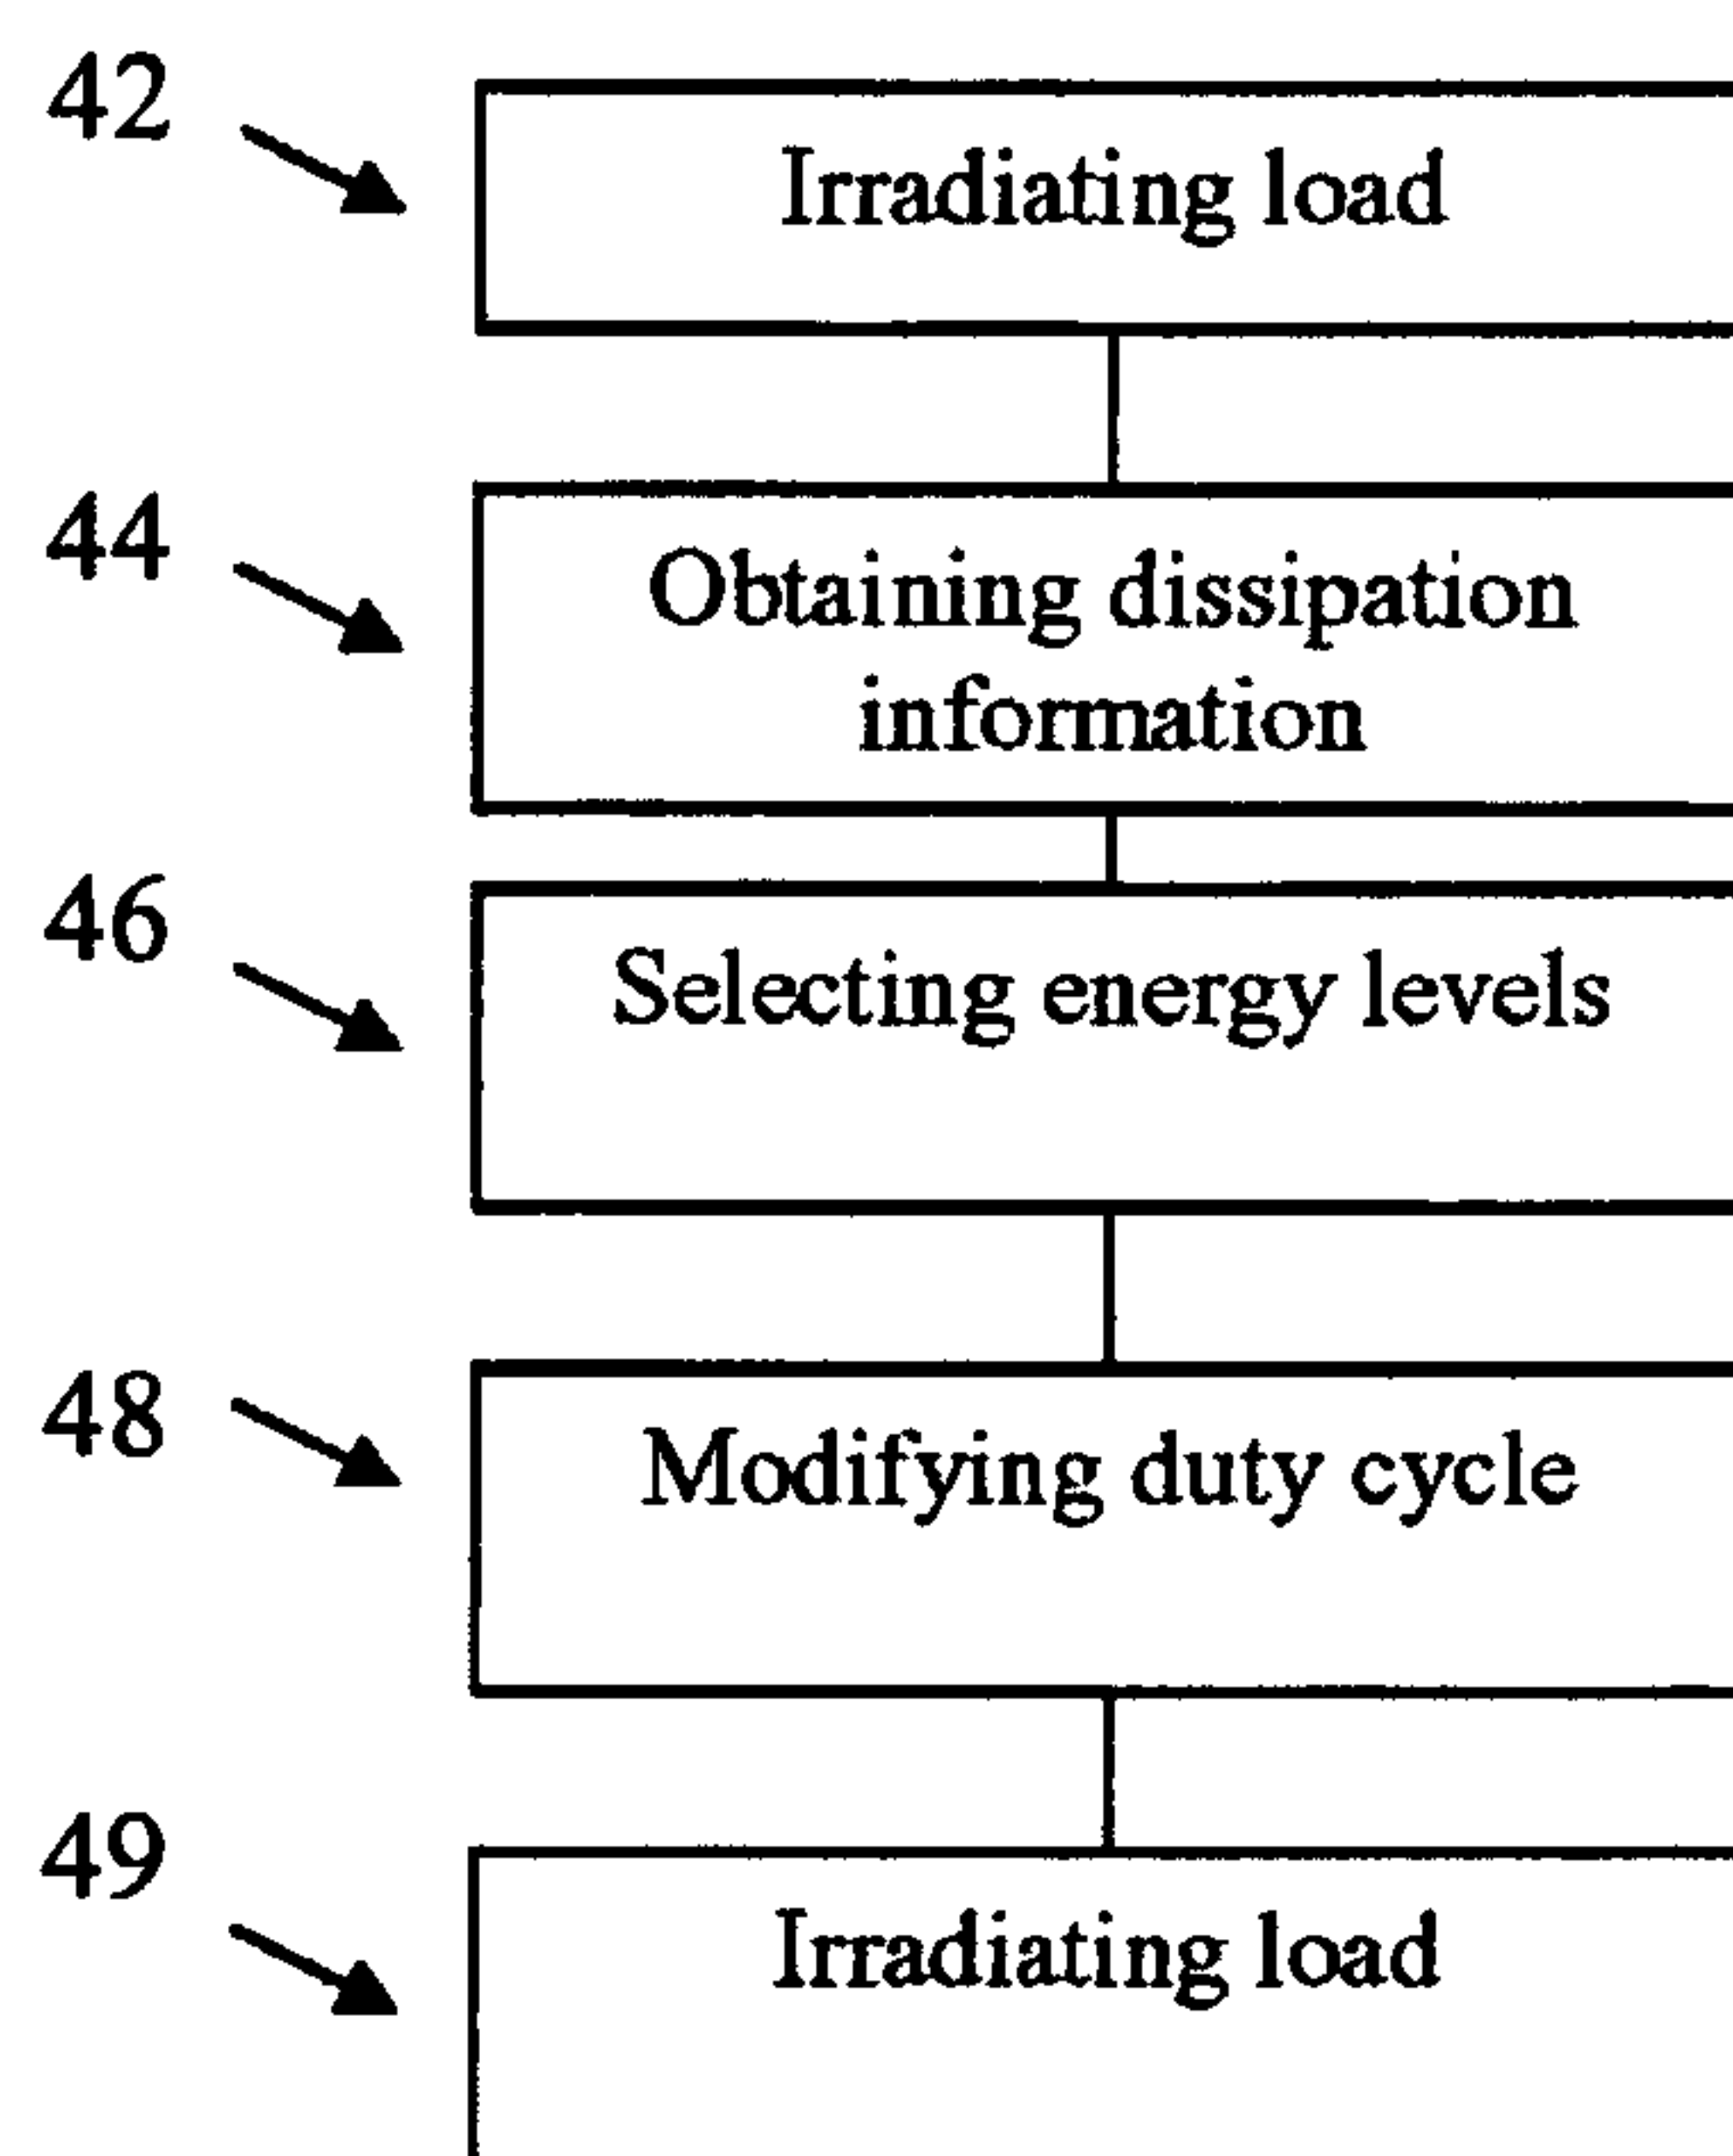 42
Irradiating load
44
Obtaining dissipation
information
46
Selecting energy levels
48
Modifying duty cycle
49
Irradiating load